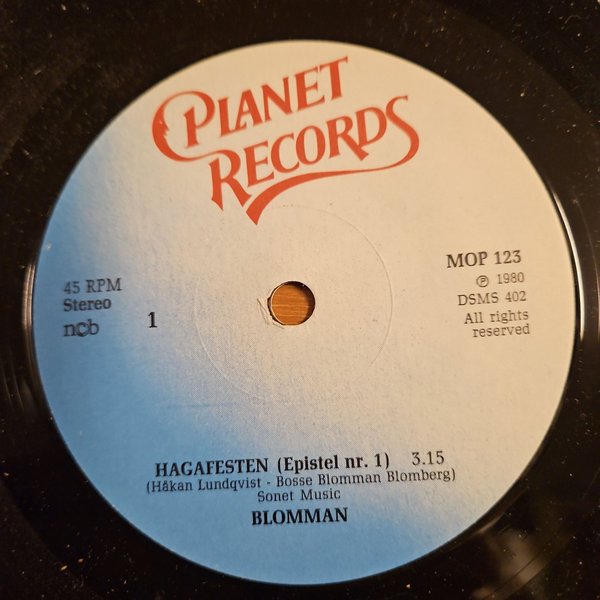 PLANET
RECORDS
45 RPM
Stereo
ncb
1
MOP 123
℗ 1980
DSMS 402
All rights
reserved
HAGAFESTEN (Epistel nr. 1) 3.15
(Håkan Lundqvist - Bosse Blomman Blomberg)
Sonet Music
BLOMMAN